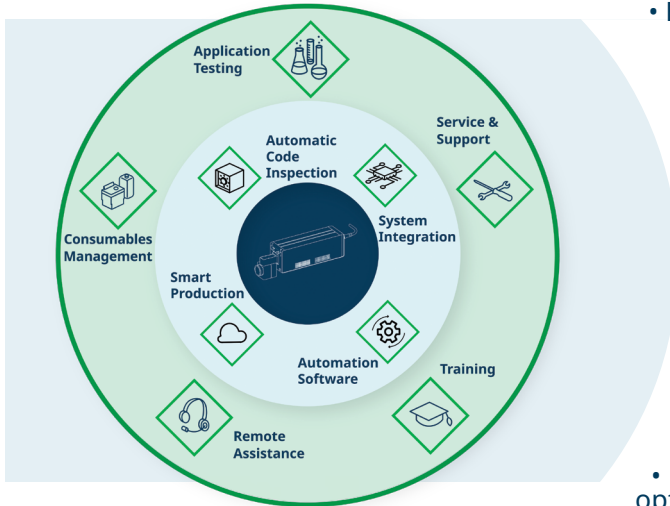 Application
Testing
Service &
Support
Automatic
Code
Inspection
System
Integration
Consumables
Management
Smart
Production
Automation
Software
Training
Remote
Assistance
•
•